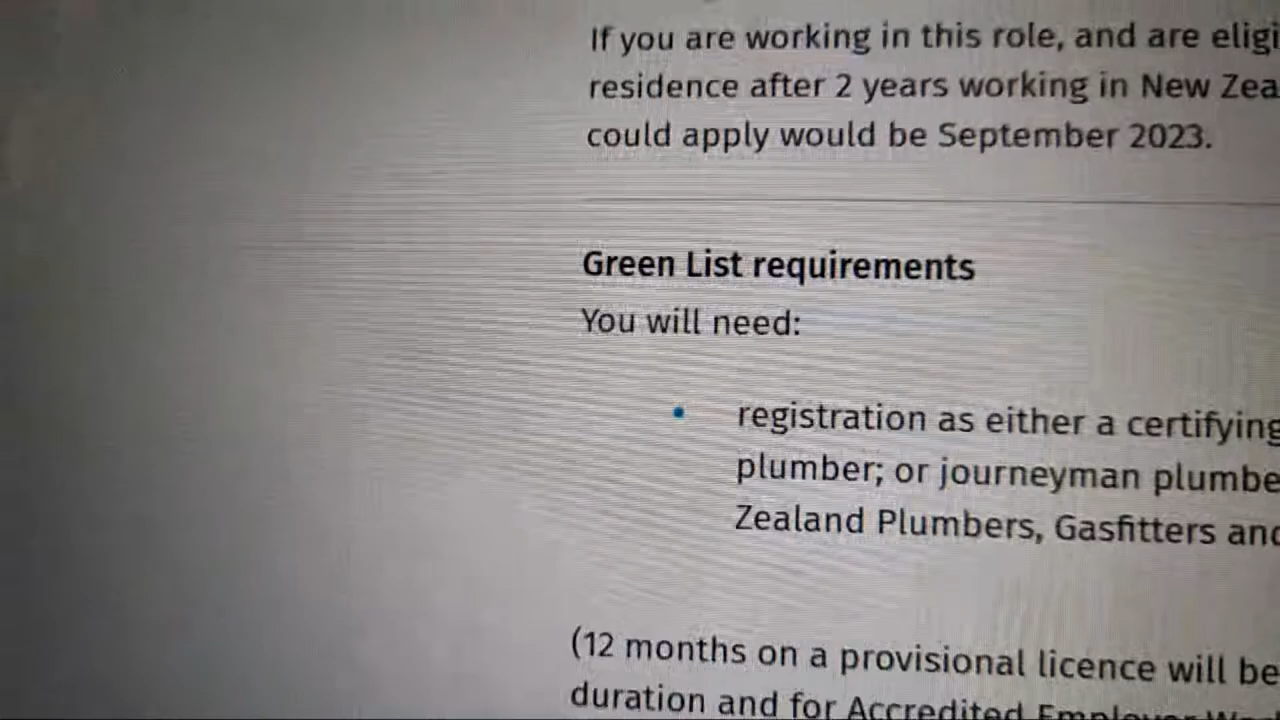 If you are working in this role, and are eligi
residence after 2 years working in New Zea
could apply would be September 2023.
Green List requirements
You will need:
• registration as either a certifying
plumber; or journeyman plumbe
Zealand Plumbers, Gasfitters and
(12 months on a provisional licence will be
duration and for Accredited Employer Wo